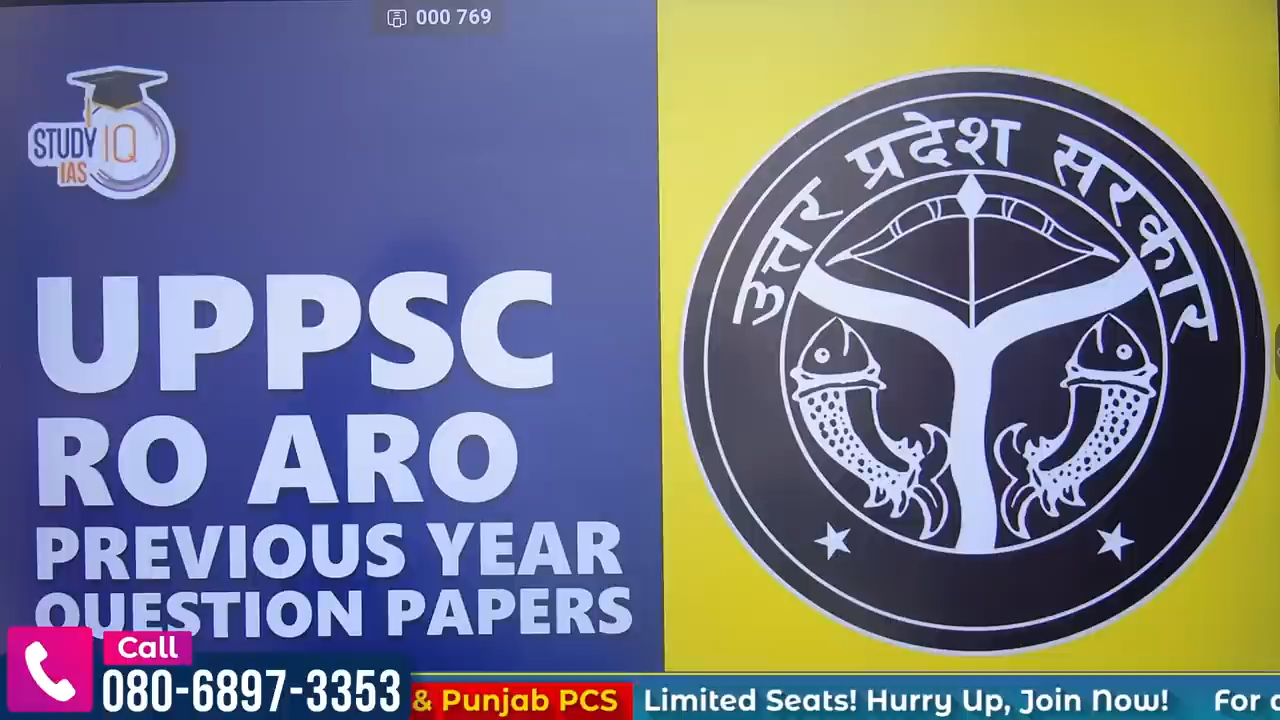 000 769
STUDY IQ
IAS
UPPSC
RO ARO
PREVIOUS YEAR
QUESTION PAPERS
उत्तर प्रदेश सरकार
Call
080-6897-3353
& Punjab PCS
Limited Seats! Hurry Up, Join Now!
For